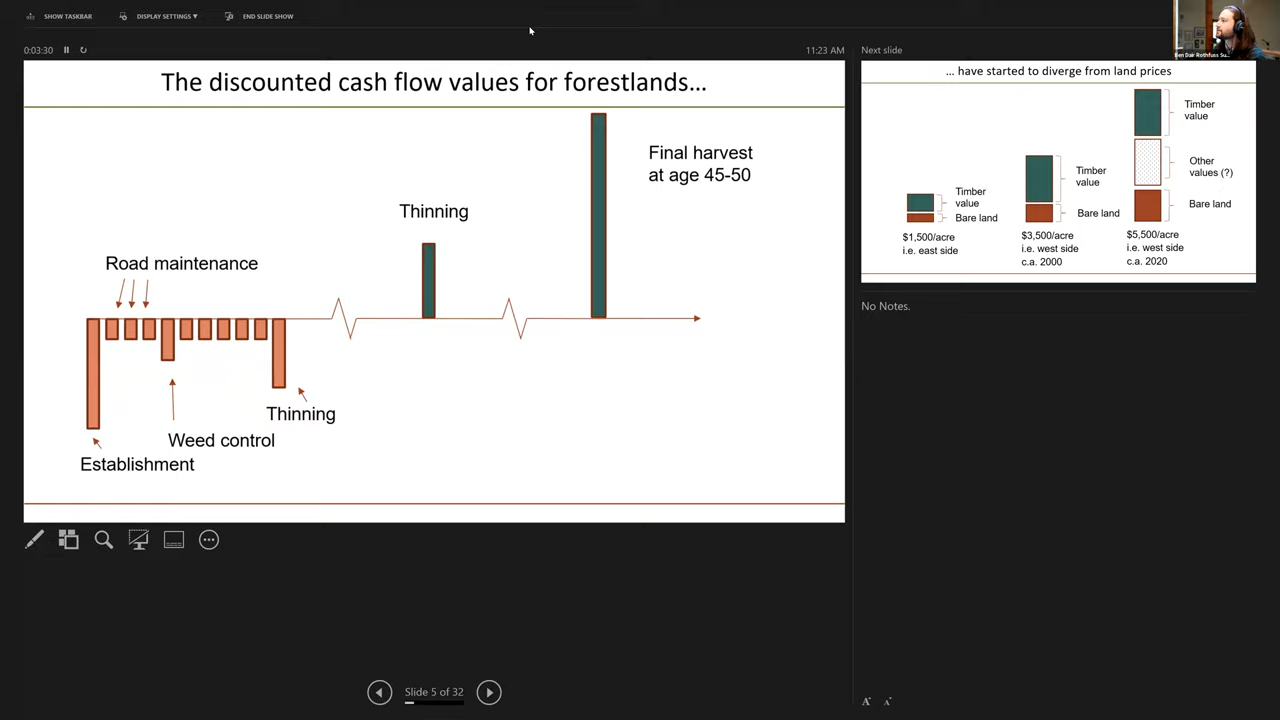 SHOW TASKBAR
DISPLAY SETTINGS ▾
END SLIDE SHOW
0:03:30
11:23 AM
The discounted cash flow values for forestlands...
Final harvest
at age 45-50
Thinning
Road maintenance
Thinning
Weed control
Establishment
Slide 5 of 32
Next slide
... have started to diverge from land prices
Timber
value
Bare land
$1,500/acre
i.e. east side
Timber
value
Bare land
$3,500/acre
i.e. west side
c.a. 2000
Timber
value
Other
values (?)
Bare land
$5,500/acre
i.e. west side
c.a. 2020
No Notes.
A
A
Ben Dair Rothfuss Su...